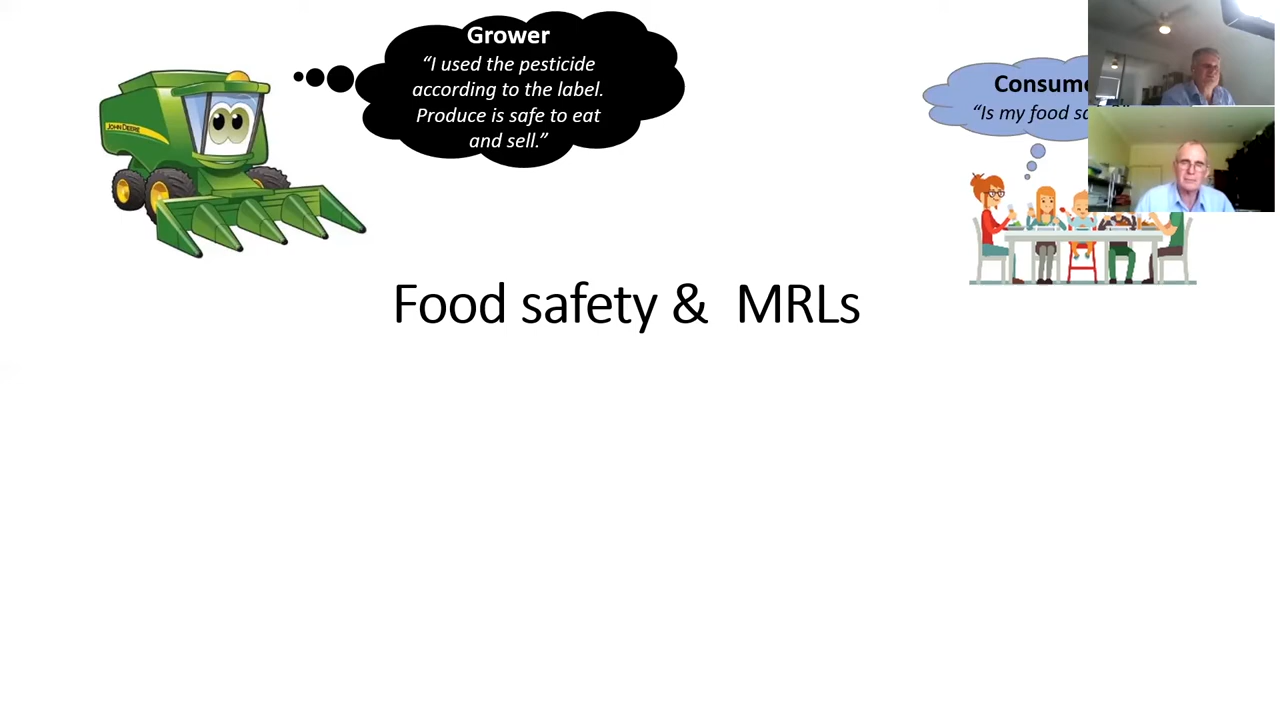 Grower
“I used the pesticide
according to the label.
Produce is safe to eat
and sell.”
JOHN DEERE
Consume
“Is my food sa
Food safety & MRLs